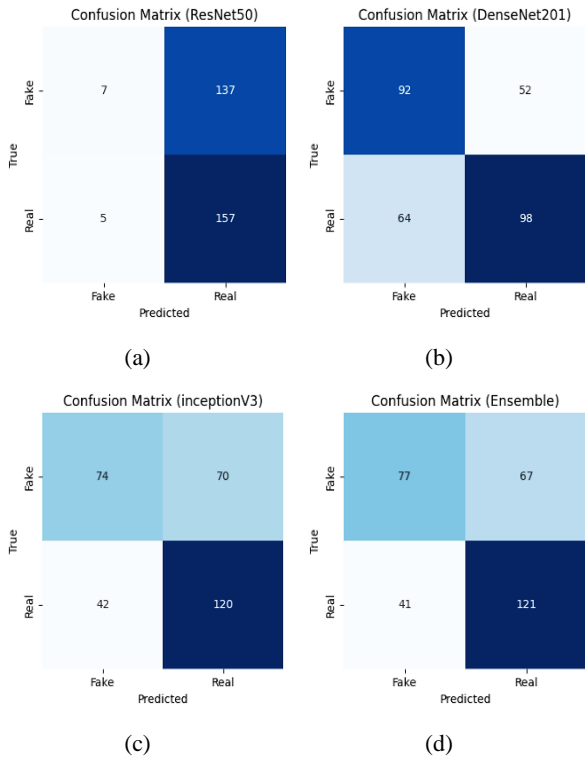 Confusion Matrix (ResNet50)
Fake
7
137
True
Real
5
157
Fake
Real
Predicted
(a)
Confusion Matrix (DenseNet201)
Fake
92
52
True
Real
64
98
Fake
Real
Predicted
(b)
Confusion Matrix (inceptionV3)
Fake
74
70
True
Real
42
120
Fake
Real
Predicted
(c)
Confusion Matrix (Ensemble)
Fake
77
67
True
Real
41
121
Fake
Real
Predicted
(d)